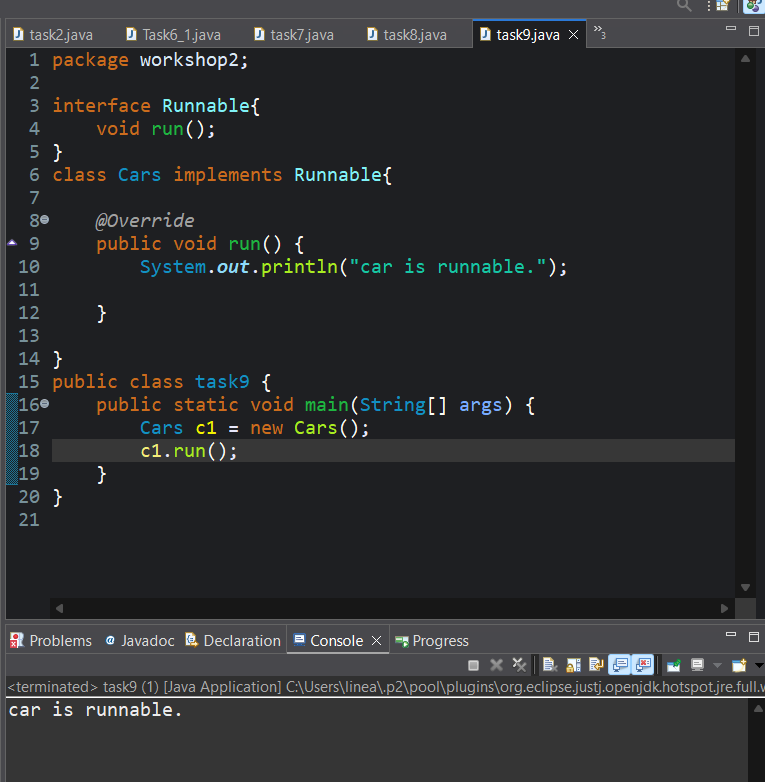 task2.java Task6_1.java task7.java task8.java task9.java »3
1 package workshop2;
2
3 interface Runnable{
4     void run();
5 }
6 class Cars implements Runnable{
7
8     @Override
9     public void run() {
10         System.out.println("car is runnable.");
11
12     }
13
14 }
15 public class task9 {
16     public static void main(String[] args) {
17         Cars c1 = new Cars();
18         c1.run();
19     }
20 }
21
Problems @ Javadoc Declaration Console Progress
<terminated> task9 (1) [Java Application] C:\Users\linea\.p2\pool\plugins\org.eclipse.justj.openjdk.hotspot.jre.full.w
car is runnable.